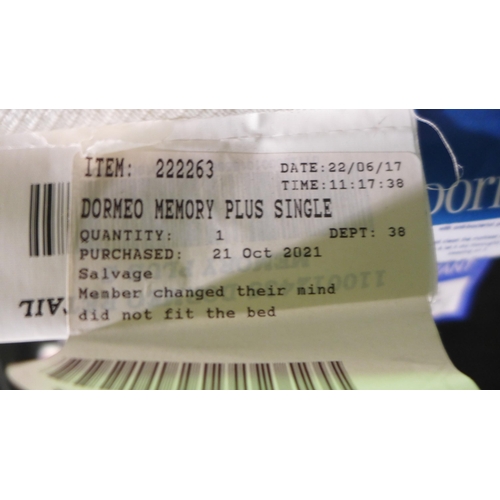 ITEM: 222263 DATE:22/06/17
TIME:11:17:38
DORMEO MEMORY PLUS SINGLE
QUANTITY: 1 DEPT: 38
PURCHASED: 21 Oct 2021
Salvage
Member changed their mind
did not fit the bed